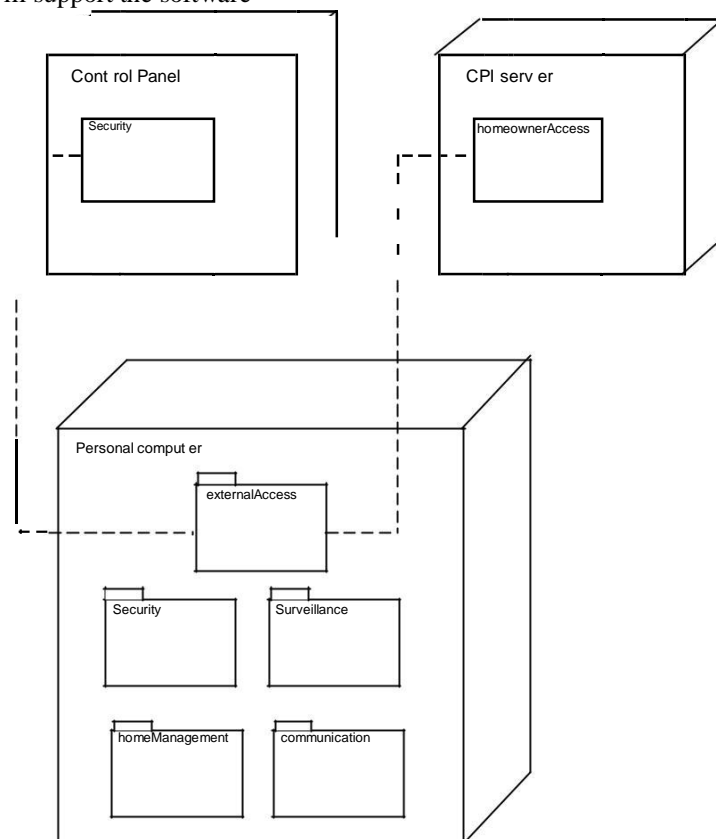 support the software
Cont rol Panel
CPI serv er
Security
homeownerAccess
Personal comput er
externalAccess
Security
Surveillance
homeManagement
communication